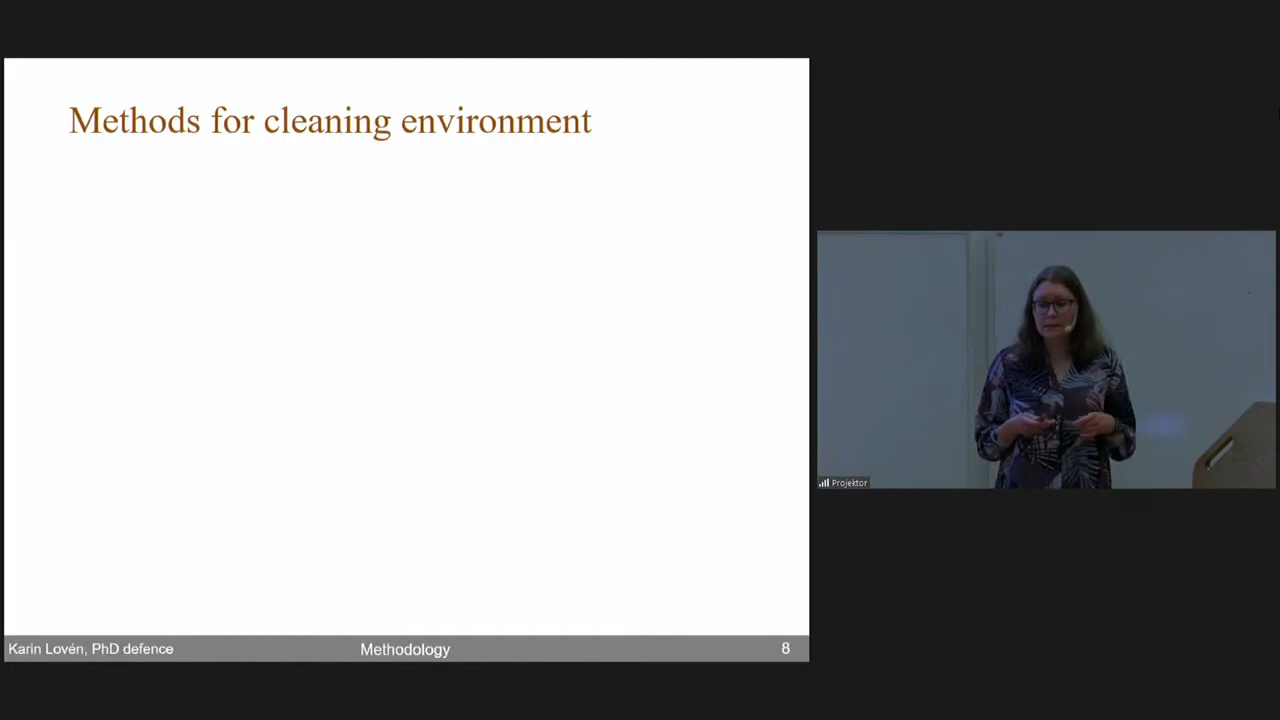 Methods for cleaning environment
Karin Lovén, PhD defence
Methodology
8
Projektor